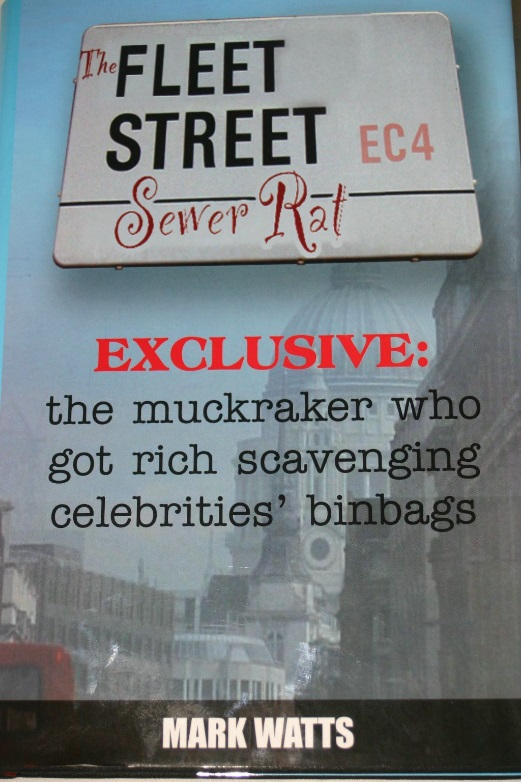 The FLEET
STREET EC4
Sewer Rat
EXCLUSIVE:
the muckraker who
got rich scavenging
celebrities' binbags
MARK WATTS